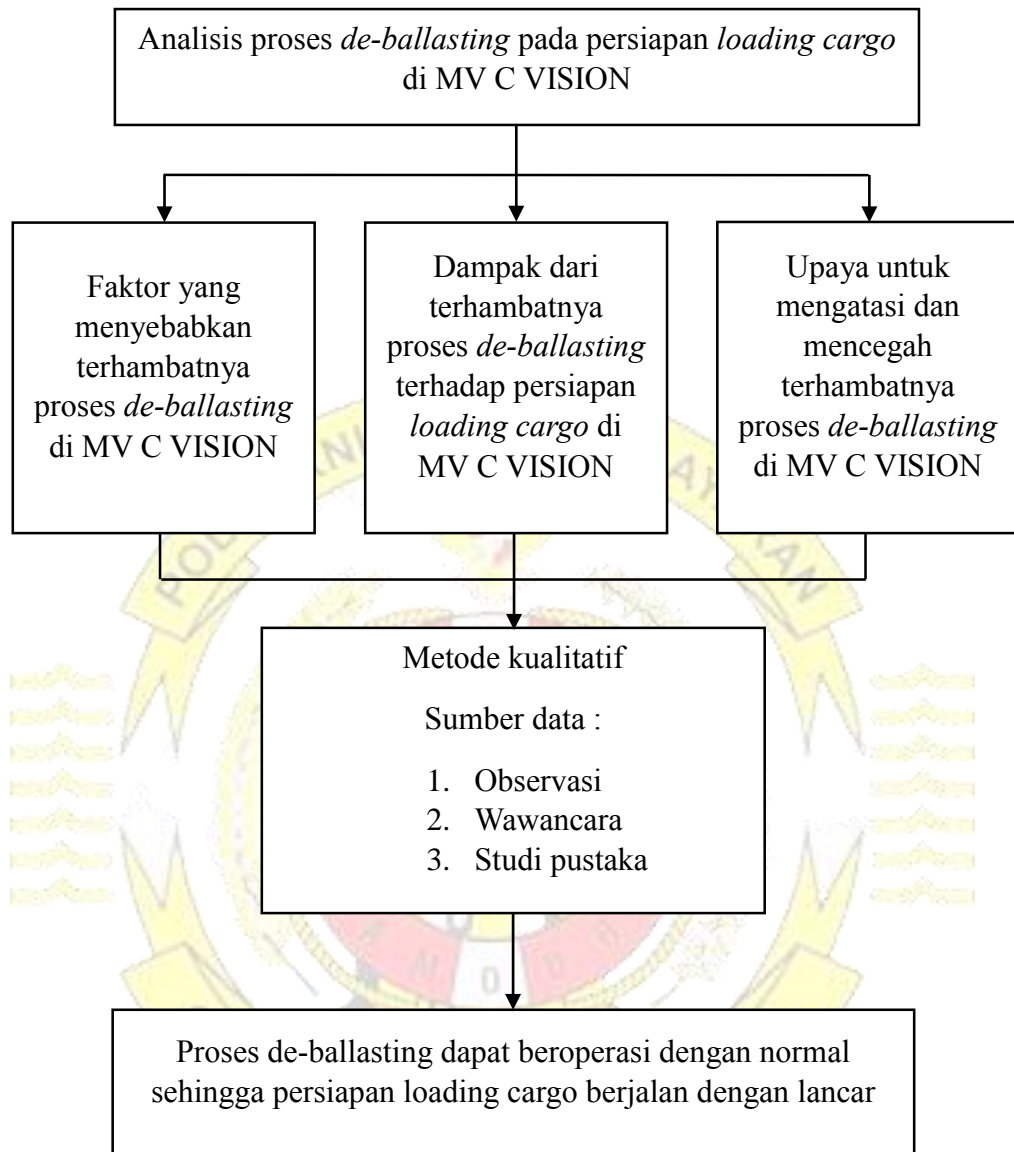 Analisis proses de-ballasting pada persiapan loading cargo
di MV C VISION
Faktor yang
menyebabkan
terhambatnya
proses de-ballasting
di MV C VISION
Dampak dari
terhambatnya
proses de-ballasting
terhadap persiapan
loading cargo di
MV C VISION
Upaya untuk
mengatasi dan
mencegah
terhambatnya
proses de-ballasting
di MV C VISION
Metode kualitatif
Sumber data :
1. Observasi
2. Wawancara
3. Studi pustaka
Proses de-ballasting dapat beroperasi dengan normal
sehingga persiapan loading cargo berjalan dengan lancar